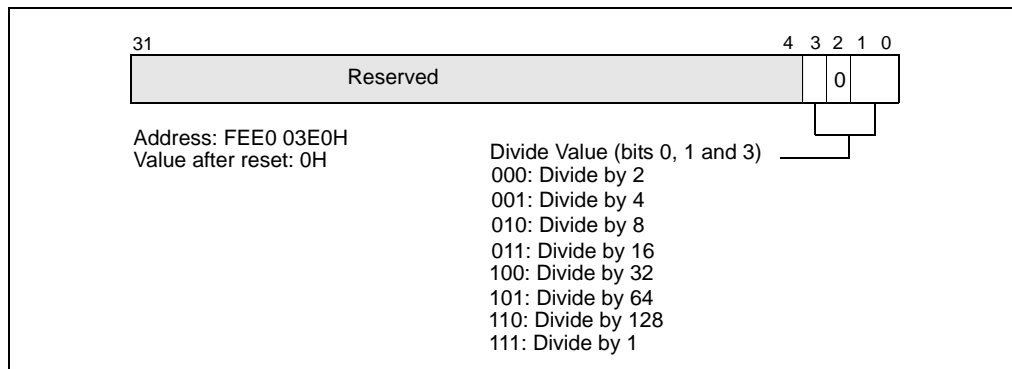 31 4 3 2 1 0
Reserved 0
Address: FEE0 03E0H
Value after reset: 0H
Divide Value (bits 0, 1 and 3)
000: Divide by 2
001: Divide by 4
010: Divide by 8
011: Divide by 16
100: Divide by 32
101: Divide by 64
110: Divide by 128
111: Divide by 1